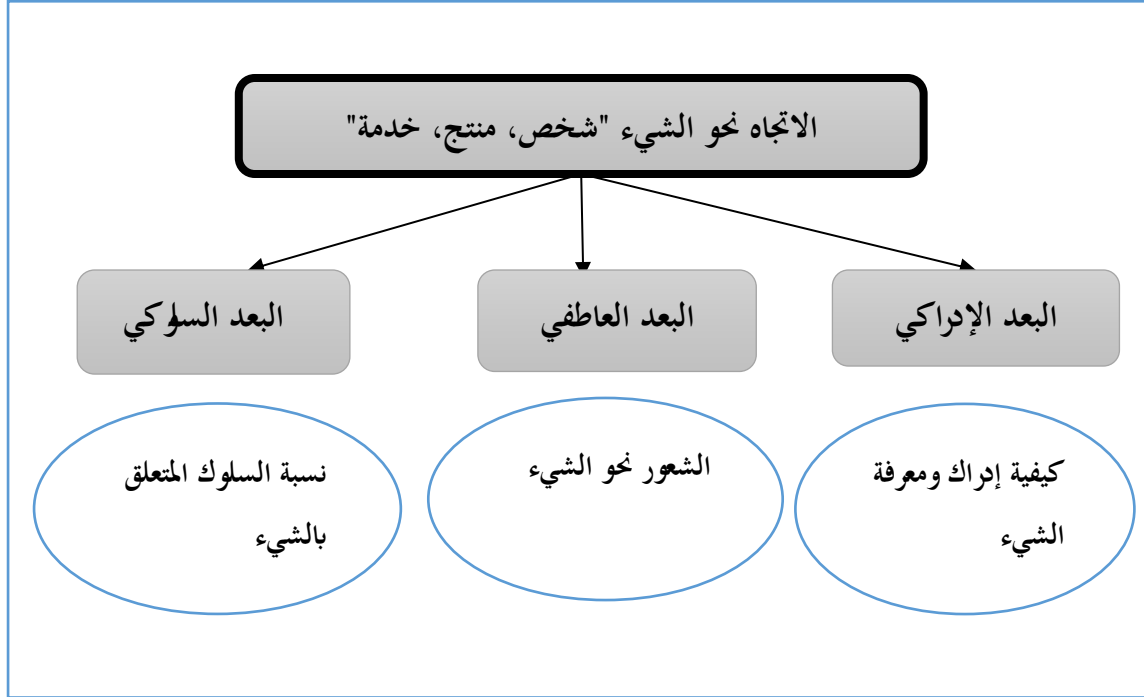 الاتجاه نحو الشيء "شخص، منتج، خدمة"
البعد الإدراكي
البعد العاطفي
البعد السلوكي
كيفية إدراك ومعرفة
الشيء
الشعور نحو الشيء
نسبة السلوك المتعلق
بالشيء